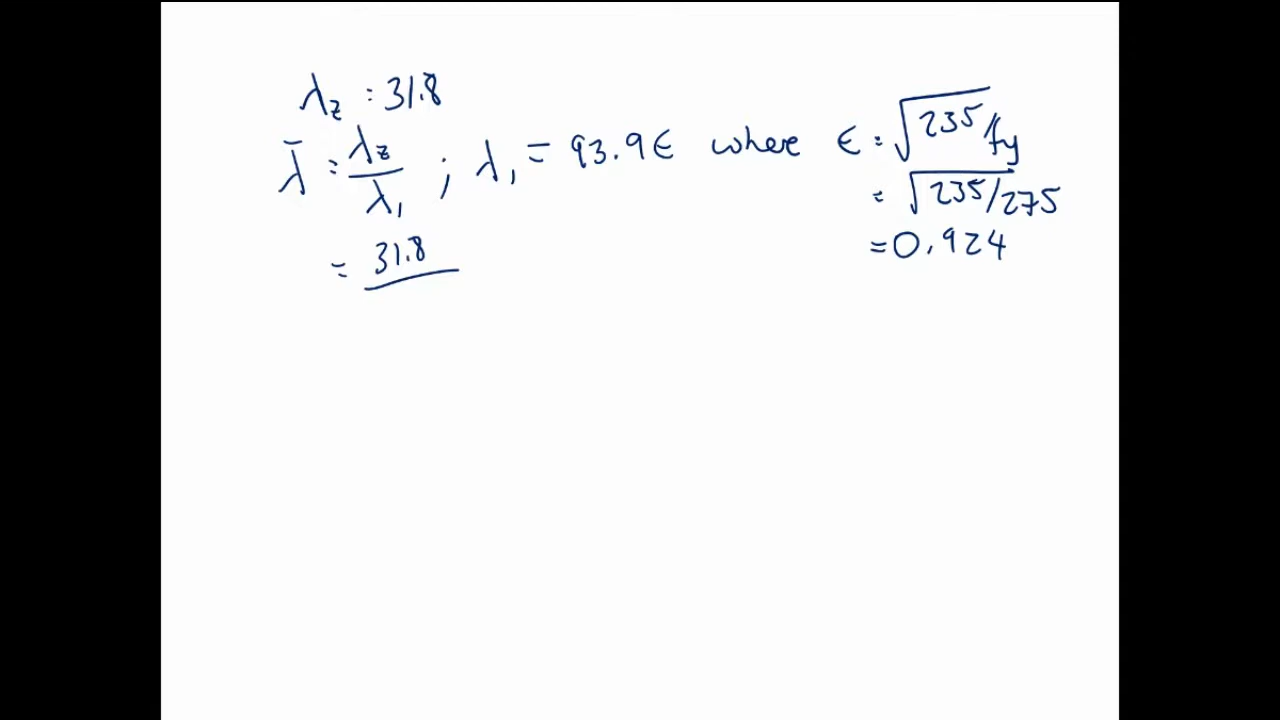 λz = 31.8
λ̄ = λz / λ1 ; λ1 = 93.9ϵ where ϵ = √235/fy
= √235/275
= 31.8
= 0.924